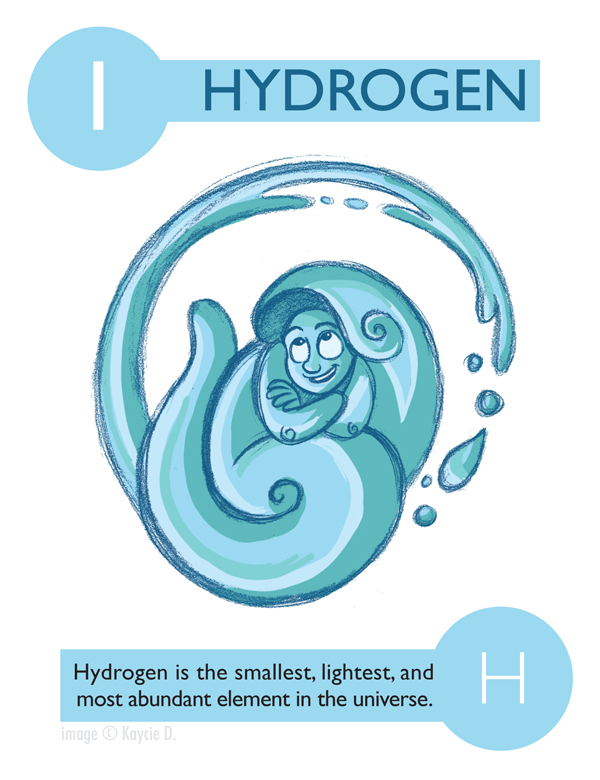 1
HYDROGEN
Hydrogen is the smallest, lightest, and
most abundant element in the universe.
H
image © Kaycie D.